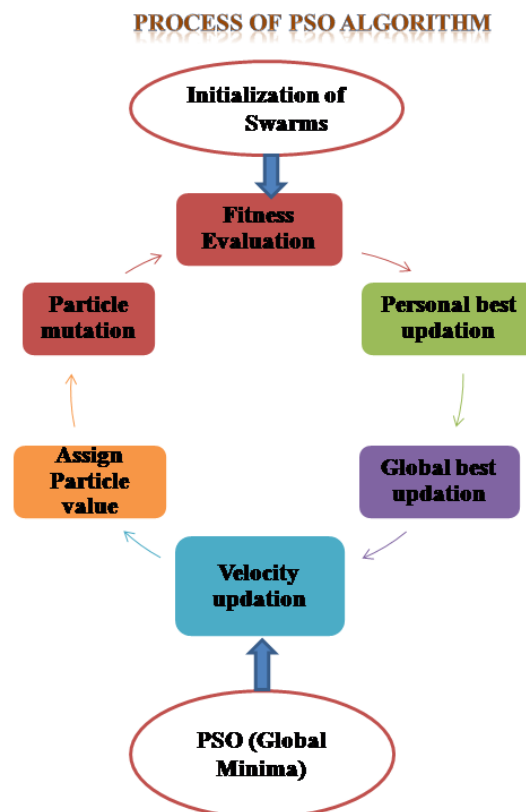 PROCESS OF PSO ALGORITHM
Initialization of
Swarms
Fitness
Evaluation
Personal best
updation
Global best
updation
Velocity
updation
Assign
Particle
value
Particle
mutation
PSO (Global
Minima)